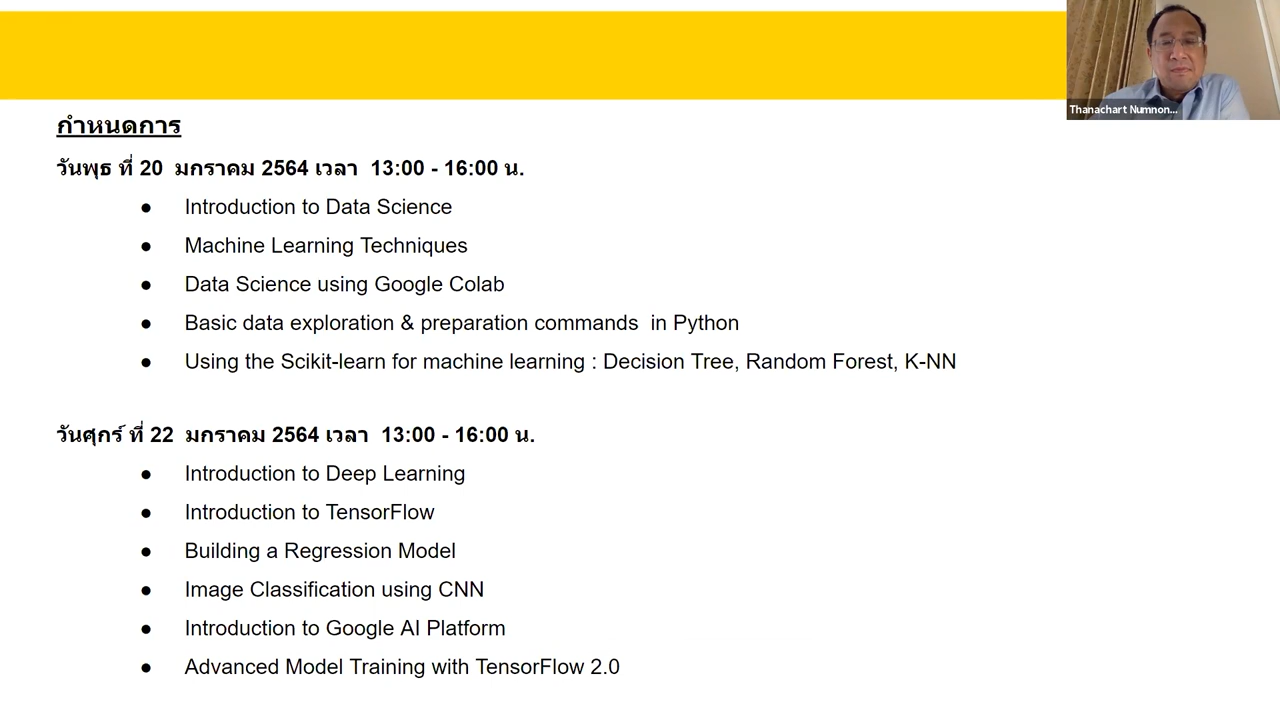 Thanachart Numnon...
กำหนดการ
วันพุธ ที่ 20 มกราคม 2564 เวลา 13:00 - 16:00 น.
● Introduction to Data Science
● Machine Learning Techniques
● Data Science using Google Colab
● Basic data exploration & preparation commands in Python
● Using the Scikit-learn for machine learning : Decision Tree, Random Forest, K-NN
วันศุกร์ ที่ 22 มกราคม 2564 เวลา 13:00 - 16:00 น.
● Introduction to Deep Learning
● Introduction to TensorFlow
● Building a Regression Model
● Image Classification using CNN
● Introduction to Google AI Platform
● Advanced Model Training with TensorFlow 2.0